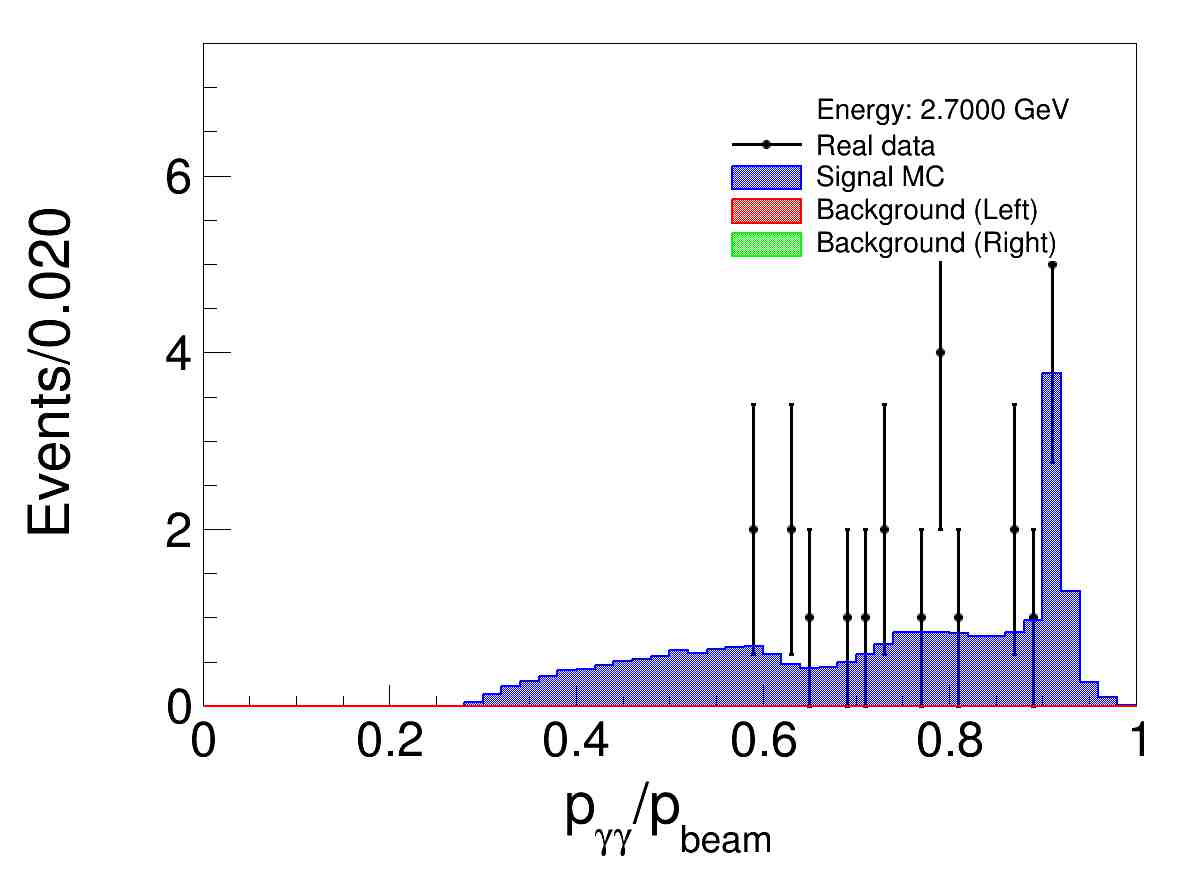 Energy: 2.7000 GeV
Real data
Signal MC
Background (Left)
Background (Right)
Events/0.020
6
4
2
0
0 0.2 0.4 0.6 0.8 1
pγγ/pbeam